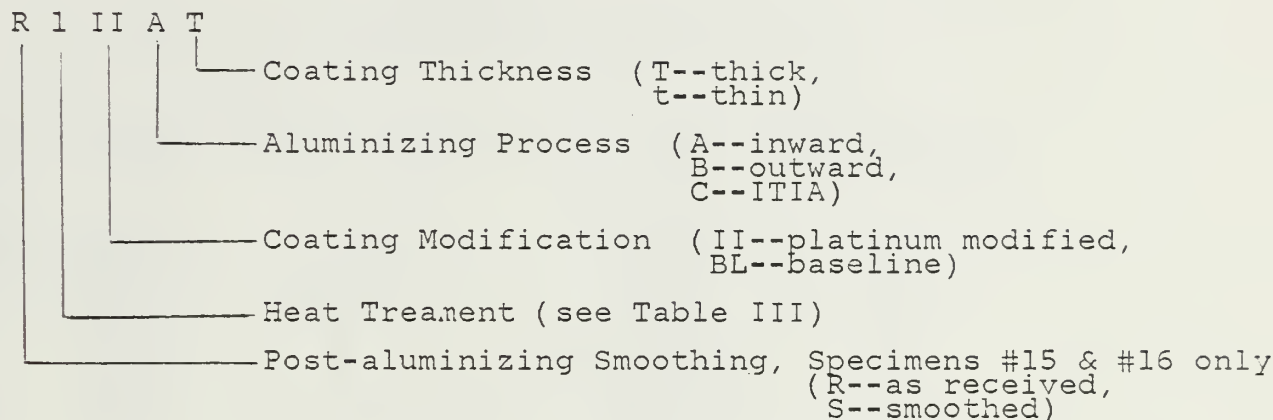 R 1 II A T
Coating Thickness (T--thick,
t--thin)
Aluminizing Process (A--inward,
B--outward,
C--ITIA)
Coating Modification (II--platinum modified,
BL--baseline)
Heat Treament (see Table III)
Post-aluminizing Smoothing, Specimens #15 & #16 only
(R--as received,
S--smoothed)